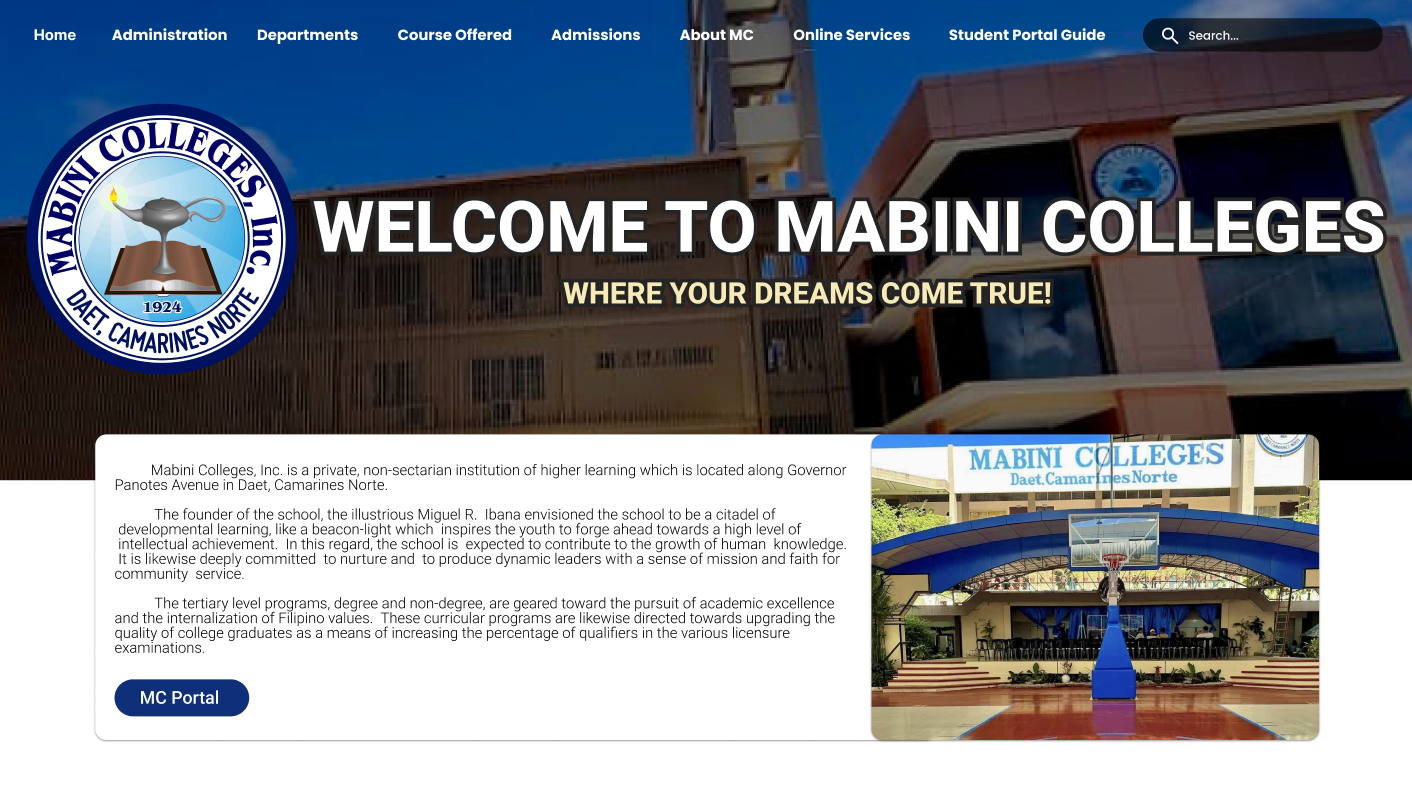 Home Administration Departments Course Offered Admissions About MC Online Services Student Portal Guide Search...
MABINI COLLEGES, Inc.
1924
DAET, CAMARINES NORTE
WELCOME TO MABINI COLLEGES
WHERE YOUR DREAMS COME TRUE!
Mabini Colleges, Inc. is a private, non-sectarian institution of higher learning which is located along Governor
Panotes Avenue in Daet, Camarines Norte.
The founder of the school, the illustrious Miguel R. Ibana envisioned the school to be a citadel of
developmental learning, like a beacon-light which inspires the youth to forge ahead towards a high level of
intellectual achievement. In this regard, the school is expected to contribute to the growth of human knowledge.
It is likewise deeply committed to nurture and to produce dynamic leaders with a sense of mission and faith for
community service.
The tertiary level programs, degree and non-degree, are geared toward the pursuit of academic excellence
and the internalization of Filipino values. These curricular programs are likewise directed towards upgrading the
quality of college graduates as a means of increasing the percentage of qualifiers in the various licensure
examinations.
MC Portal
MABINI COLLEGES
Daet, Camarines Norte